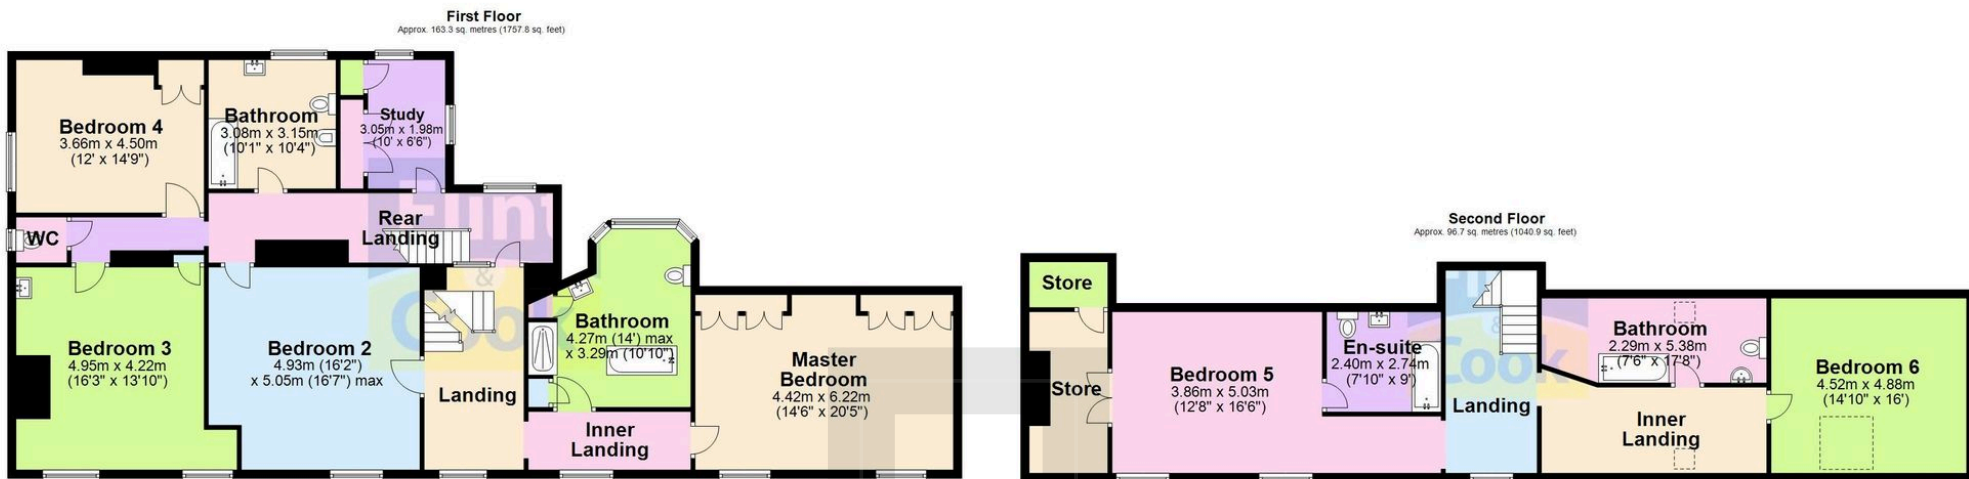 First Floor
Approx. 163.3 sq. metres (1757.8 sq. feet)
Bedroom 4
3.66m x 4.50m
(12' x 14'9")
Bathroom
3.08m x 3.15m
(10'1" x 10'4")
Study
3.05m x 1.98m
(10' x 6'6")
WC
Rear
Landing
Bedroom 3
4.95m x 4.22m
(16'3" x 13'10")
Bedroom 2
4.93m (16'2")
x 5.05m (16'7") max
Landing
Bathroom
4.27m (14') max
x 3.29m (10'10")
Inner
Landing
Master
Bedroom
4.42m x 6.22m
(14'6" x 20'5")
Flint
&
Cook
Second Floor
Approx. 96.7 sq. metres (1040.9 sq. feet)
Store
Store
Bedroom 5
3.86m x 5.03m
(12'8" x 16'6")
En-suite
2.40m x 2.74m
(7'10" x 9')
Landing
Bathroom
2.29m x 5.38m
(7'6" x 17'8")
Inner
Landing
Bedroom 6
4.52m x 4.88m
(14'10" x 16')
&
Cook